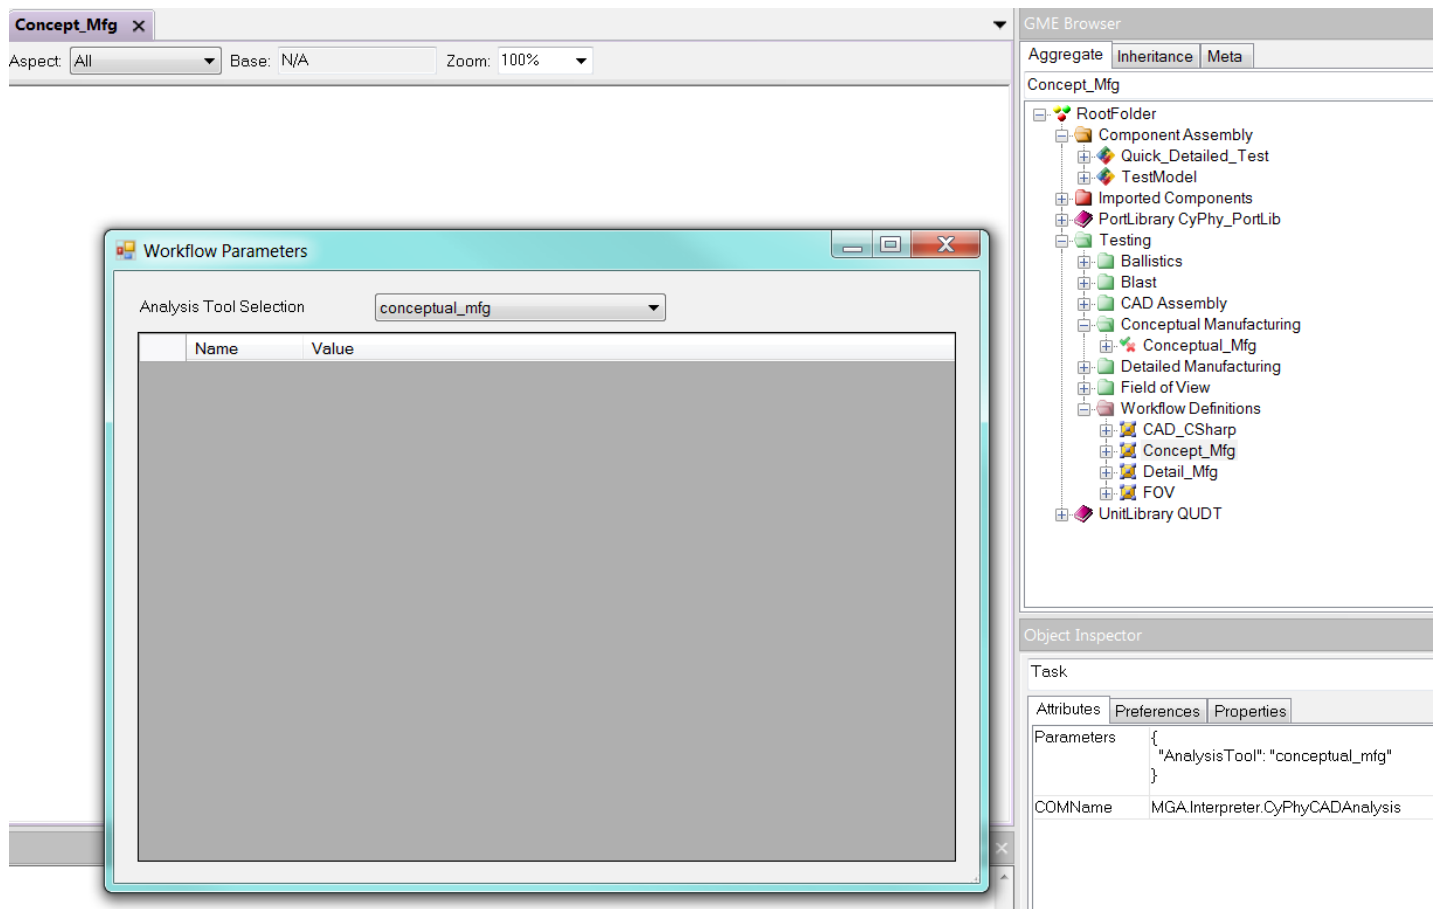 Concept_Mfg
Aspect: All Base: N/A Zoom: 100%
Workflow Parameters
Analysis Tool Selection conceptual_mfg
Name Value
GME Browser
Aggregate Inheritance Meta
Concept_Mfg
RootFolder
Component Assembly
Quick_Detailed_Test
TestModel
Imported Components
PortLibrary CyPhy_PortLib
Testing
Ballistics
Blast
CAD Assembly
Conceptual Manufacturing
Conceptual_Mfg
Detailed Manufacturing
Field of View
Workflow Definitions
CAD_CSharp
Concept_Mfg
Detail_Mfg
FOV
UnitLibrary QUDT
Object Inspector
Task
Attributes Preferences Properties
Parameters {
"AnalysisTool": "conceptual_mfg"
}
COMName MGA.Interpreter.CyPhyCADAnalysis